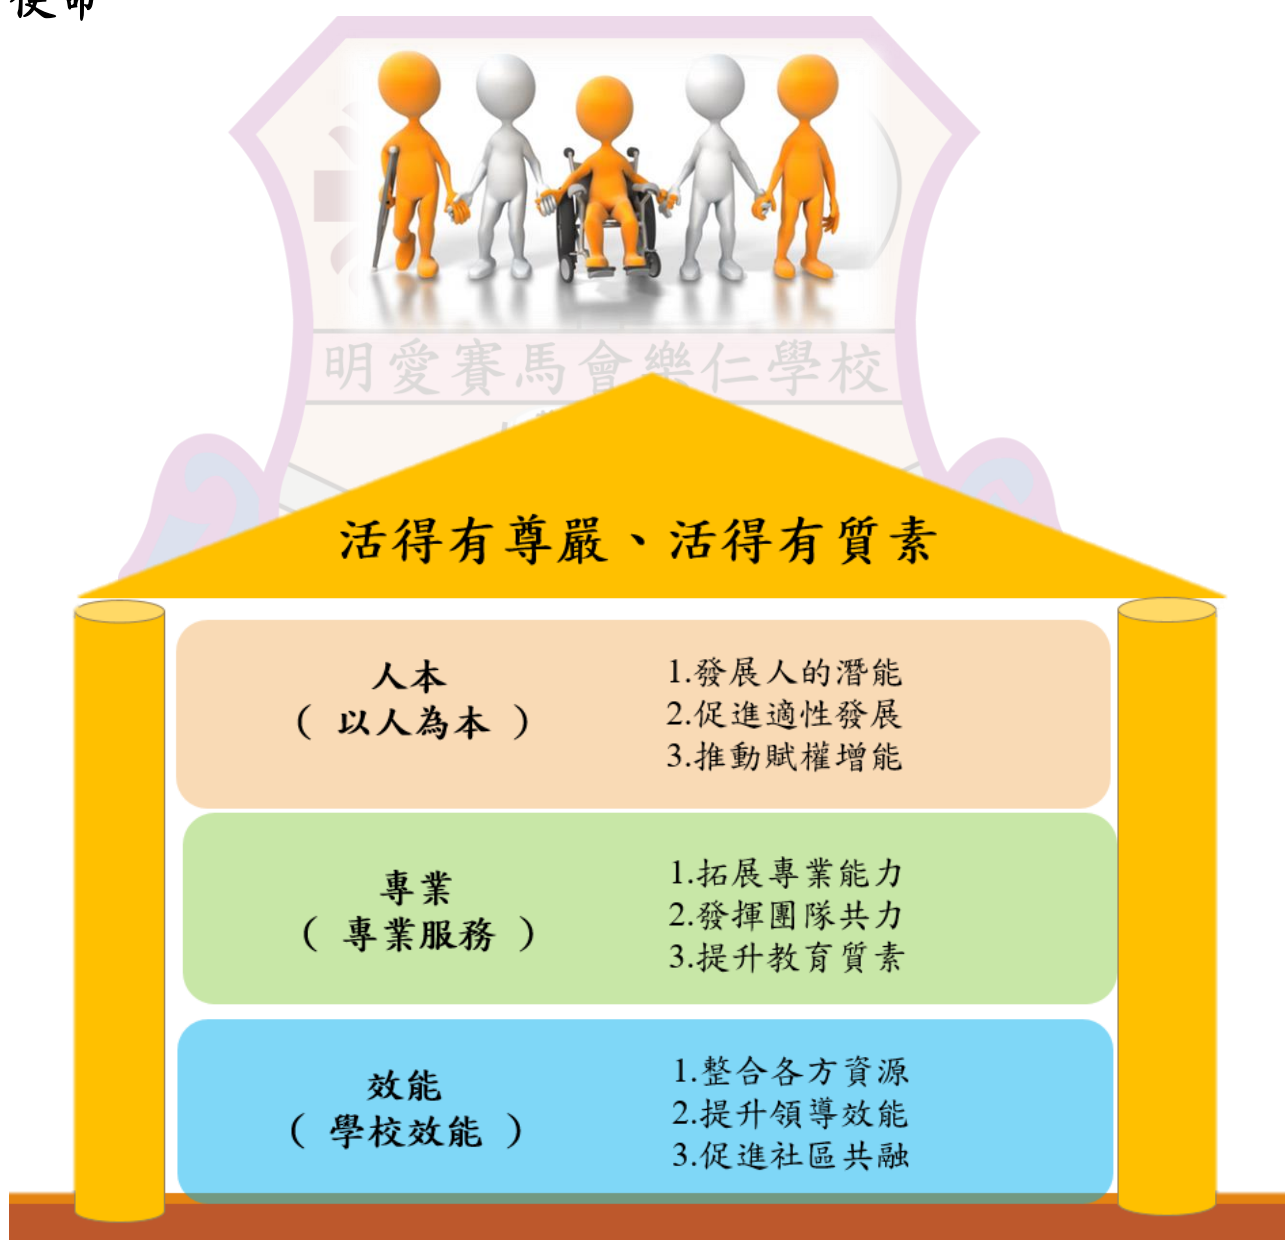 使命
明愛賽馬會樂仁學校
活得有尊嚴、活得有質素
人本
( 以人為本 )
1.發展人的潛能
2.促進適性發展
3.推動賦權增能
專業
( 專業服務 )
1.拓展專業能力
2.發揮團隊共力
3.提升教育質素
效能
( 學校效能 )
1.整合各方資源
2.提升領導效能
3.促進社區共融